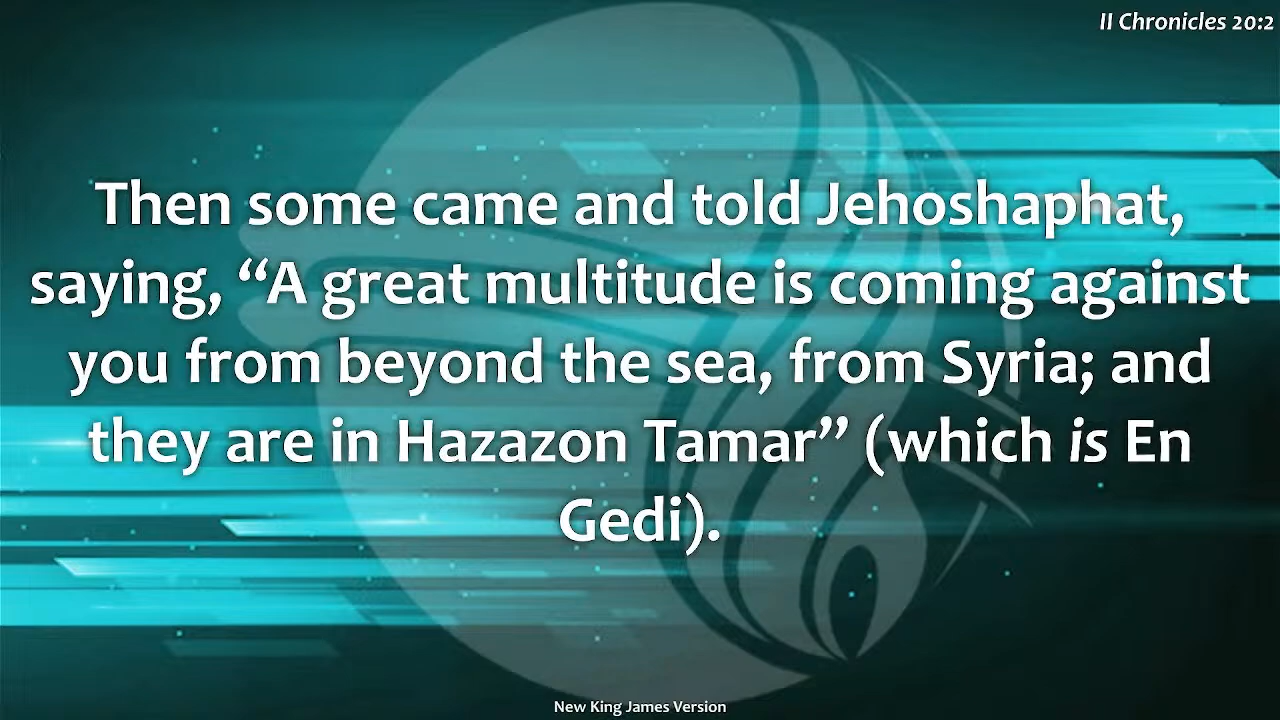 II Chronicles 20:2
Then some came and told Jehoshaphat,
saying, “A great multitude is coming against
you from beyond the sea, from Syria; and
they are in Hazazon Tamar” (which is En
Gedi).
New King James Version